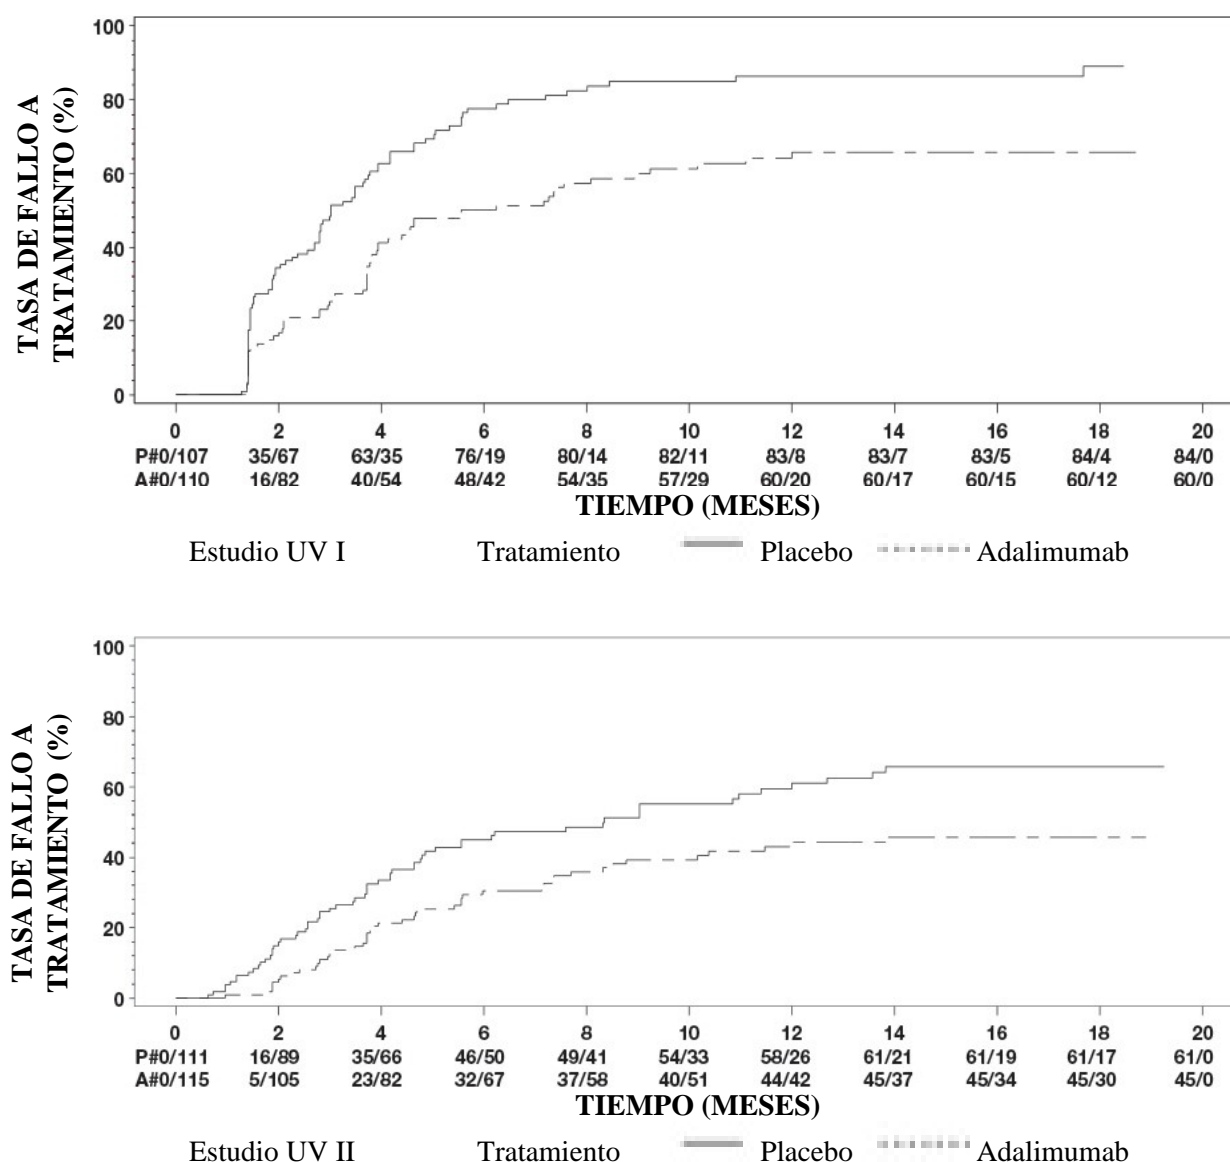 TASA DE FALLO A
TRATAMIENTO (%)
100
80
60
40
20
0
0 2 4 6 8 10 12 14 16 18 20
P#0/107 35/67 63/35 76/19 80/14 82/11 83/8 83/7 83/5 84/4 84/0
A#0/110 16/82 40/54 48/42 54/35 57/29 60/20 60/17 60/15 60/12 60/0
TIEMPO (MESES)
Estudio UV I Tratamiento Placebo Adalimumab
TASA DE FALLO A
TRATAMIENTO (%)
100
80
60
40
20
0
0 2 4 6 8 10 12 14 16 18 20
P#0/111 16/89 35/66 46/50 49/41 54/33 58/26 61/21 61/19 61/17 61/0
A#0/115 5/105 23/82 32/67 37/58 40/51 44/42 45/37 45/34 45/30 45/0
TIEMPO (MESES)
Estudio UV II Tratamiento Placebo Adalimumab